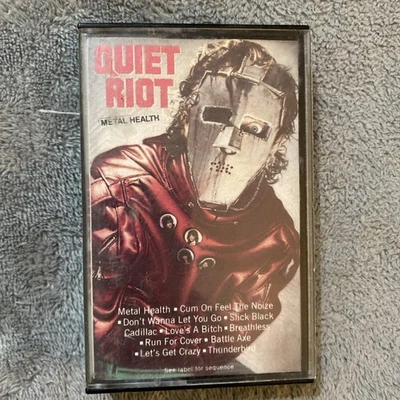 QUIET
RIOT
METAL HEALTH
Metal Health ▪ Cum On Feel The Noize
▪ Don't Wanna Let You Go ▪ Slick Black
Cadillac ▪ Love's A Bitch ▪ Breathless
▪ Run For Cover ▪ Battle Axe
▪ Let's Get Crazy ▪ Thunderbird
See label for sequence